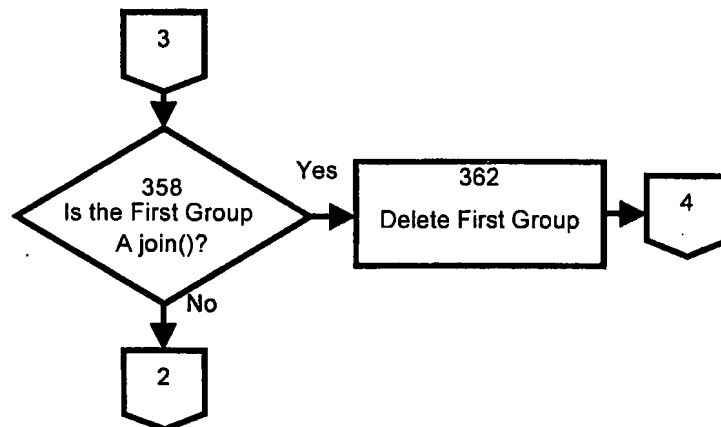 3
358
Is the First Group
A join()?
Yes
362
Delete First Group
4
No
2